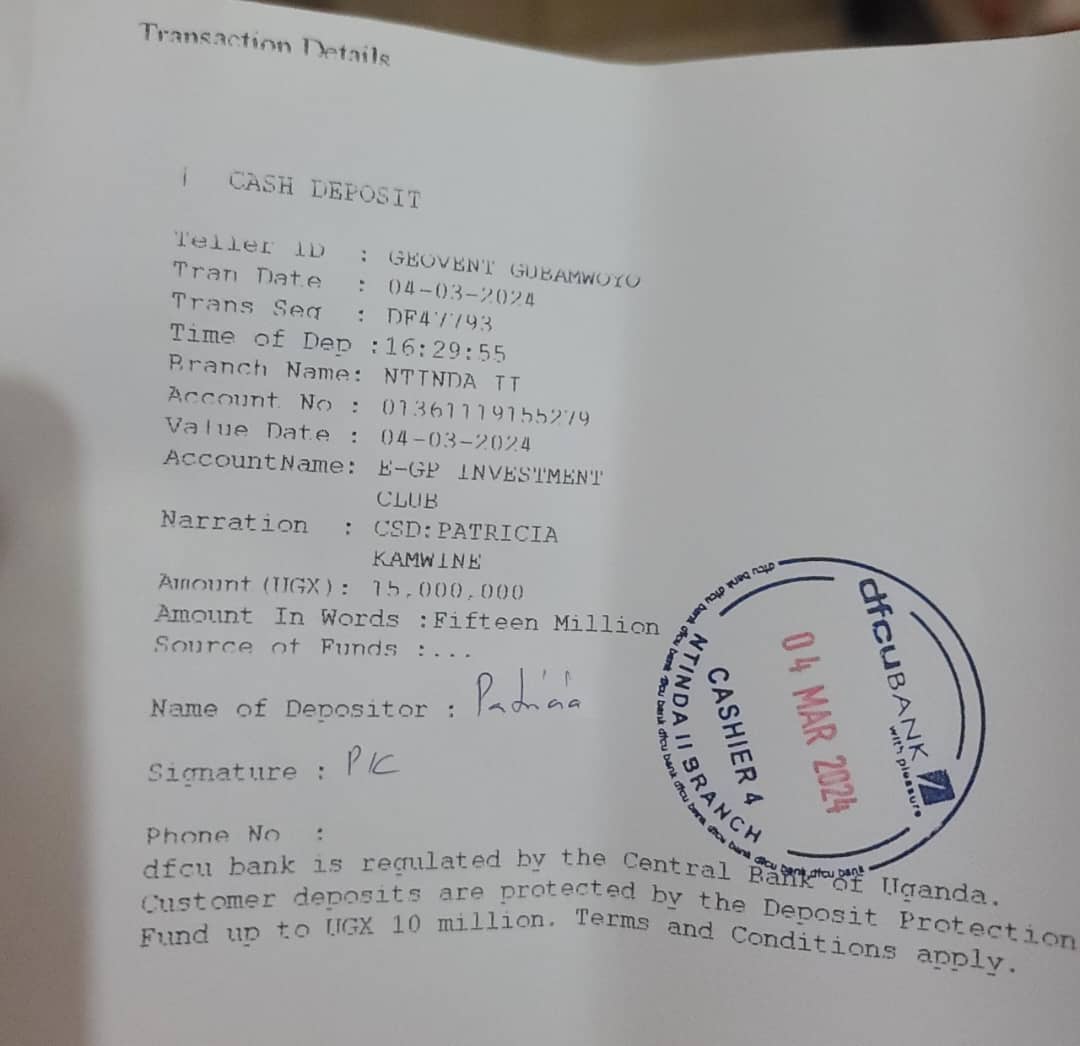 Transaction Details
CASH DEPOSIT
Teller ID : GEOVENT GUBAMWOYO
Tran Date : 04-03-2024
Trans Seq : DF47793
Time of Dep :16:29:55
Branch Name: NTINDA II
Account No : 01361119155279
Value Date : 04-03-2024
AccountName: E-GP INVESTMENT
CLUB
Narration : CSD:PATRICIA
KAMWINE
Amount (UGX): 15,000,000
Amount In Words :Fifteen Million
Source of Funds :...
Name of Depositor : Patricia
Signature : PK
Phone No :
dfcu bank is regulated by the Central Bank of Uganda.
Customer deposits are protected by the Deposit Protection
Fund up to UGX 10 million. Terms and Conditions apply.
dfcu BANK
with pleasure
04 MAR 2024
CASHIER 4
NTINDA II BRANCH
dfcu bank dfcu bank dfcu bank dfcu bank dfcu bank dfcu bank dfcu bank dfcu bank dfcu bank